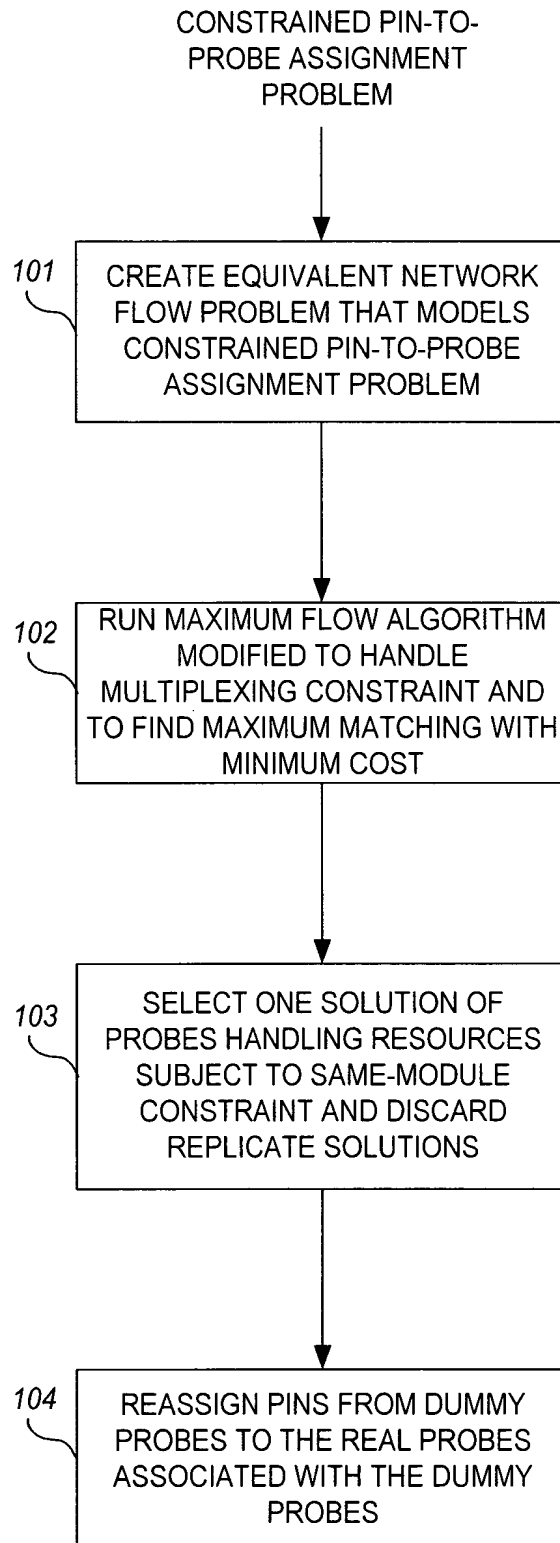 CONSTRAINED PIN-TO-
PROBE ASSIGNMENT
PROBLEM
101
CREATE EQUIVALENT NETWORK
FLOW PROBLEM THAT MODELS
CONSTRAINED PIN-TO-PROBE
ASSIGNMENT PROBLEM
102
RUN MAXIMUM FLOW ALGORITHM
MODIFIED TO HANDLE
MULTIPLEXING CONSTRAINT AND
TO FIND MAXIMUM MATCHING WITH
MINIMUM COST
103
SELECT ONE SOLUTION OF
PROBES HANDLING RESOURCES
SUBJECT TO SAME-MODULE
CONSTRAINT AND DISCARD
REPLICATE SOLUTIONS
104
REASSIGN PINS FROM DUMMY
PROBES TO THE REAL PROBES
ASSOCIATED WITH THE DUMMY
PROBES